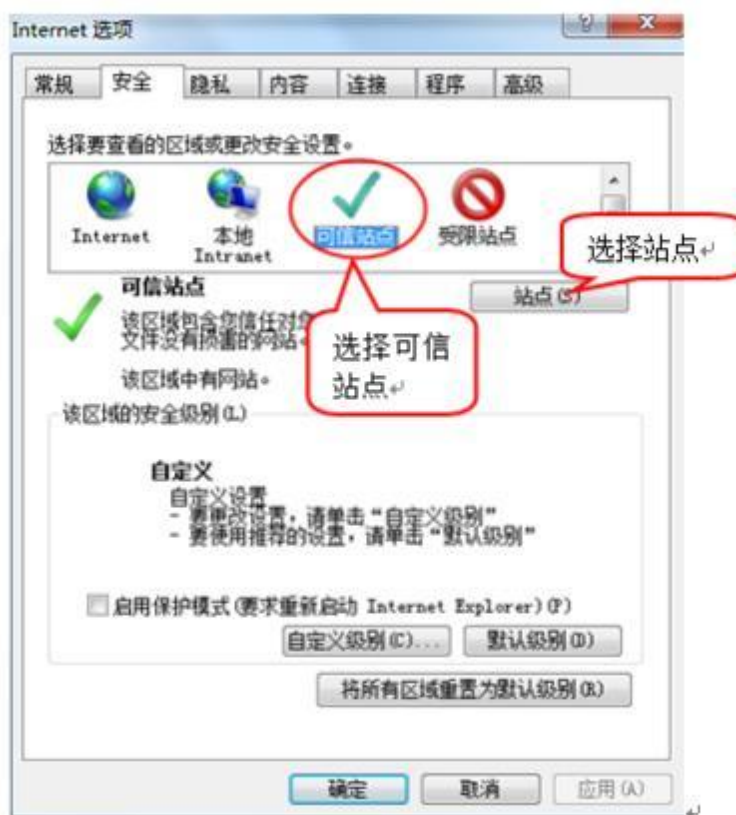 Internet 选项
常规 安全 隐私 内容 连接 程序 高级
选择要查看的区域或更改安全设置。
Internet
本地
Intranet
可信站点
受限站点
选择站点
可信站点
站点(S)
该区域包含您信任对您
文件没有损害的网站。
选择可信
站点
该区域中有网站。
该区域的安全级别(L)
自定义
自定义设置
- 要更改设置，请单击“自定义级别”
- 要使用推荐的设置，请单击“默认级别”
启用保护模式(要求重新启动 Internet Explorer)(P)
自定义级别(C)... 默认级别(D)
将所有区域重置为默认级别(R)
确定 取消 应用(A)